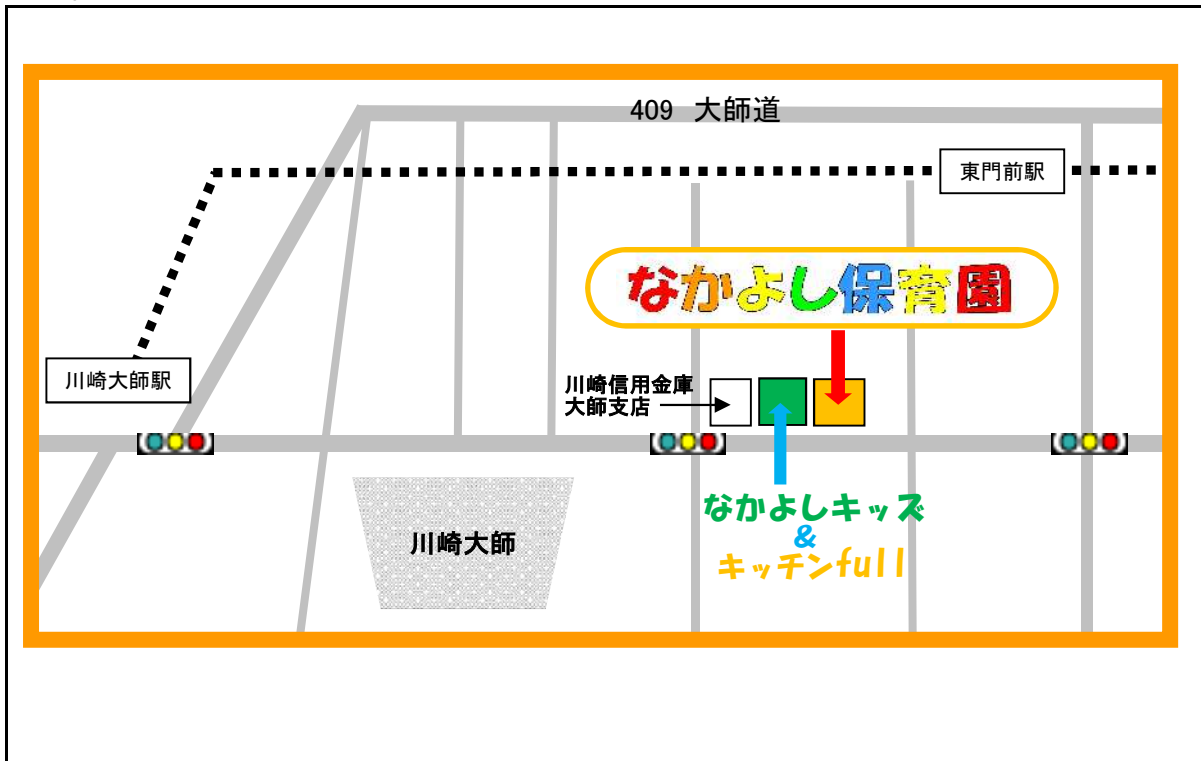 409 大師道
東門前駅
なかよし保育園
川崎大師駅
川崎信用金庫
大師支店
なかよしキッズ
&
キッチンfull
川崎大師